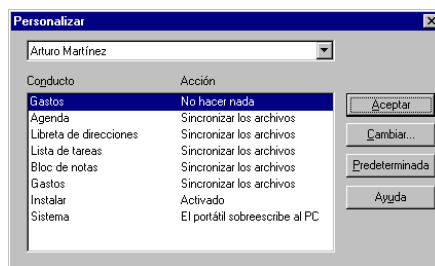 Personalizar
Arturo Martínez
Conducto Acción
Gastos No hacer nada
Agenda Sincronizar los archivos
Libreta de direcciones Sincronizar los archivos
Lista de tareas Sincronizar los archivos
Bloc de notas Sincronizar los archivos
Gastos Sincronizar los archivos
Instalar Activado
Sistema El portátil sobreescribe al PC
Aceptar
Cambiar...
Predeterminada
Ayuda